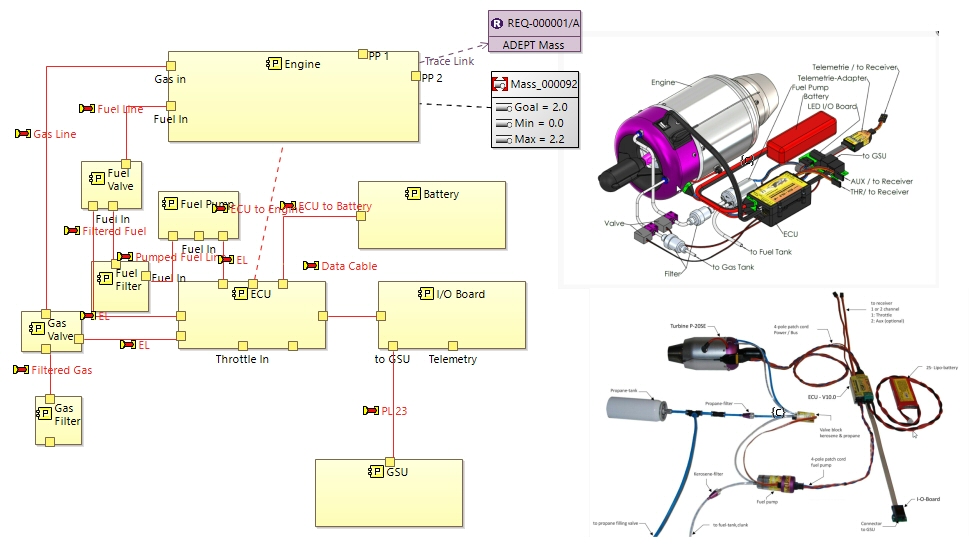 REQ-000001/A
ADEPT Mass
PP 1
Engine
Trace Link
PP 2
Gas in
Mass_000092
Goal = 2.0
Min = 0.0
Max = 2.2
Fuel Line
Fuel In
Gas Line
Fuel
Valve
Fuel In
Fuel Pump
ECU to Engine
ECU to Battery
Battery
Filtered Fuel
Fuel In
Pumped Fuel Line
EL
Data Cable
Fuel
Filter
Fuel In
ECU
I/O Board
EL
Gas
Valve
EL
Throttle In
to GSU
Telemetry
Filtered Gas
Gas
Filter
PL 23
GSU
Telemetrie / to Receiver
Telemetrie-Adapter
Engine
Fuel Pump
Battery
LED I/O Board
to GSU
AUX / to Receiver
THR/ to Receiver
Valve
ECU
to Fuel Tank
to Gas Tank
Filter
to receiver
1 or 2 channel
1: Throttle
2: Aux (optional)
Turbine P-20SE
4-pole patch cord
Power / Bus
2S- Lipo battery
Propane-tank
ECU - V10.0
Propane-filter
Valve block
kerosene & propane
4-pole patch cord
fuel pump
Kerosene-filter
Fuel pump
I-O-Board
to propane filling valve
Connector
to GSU